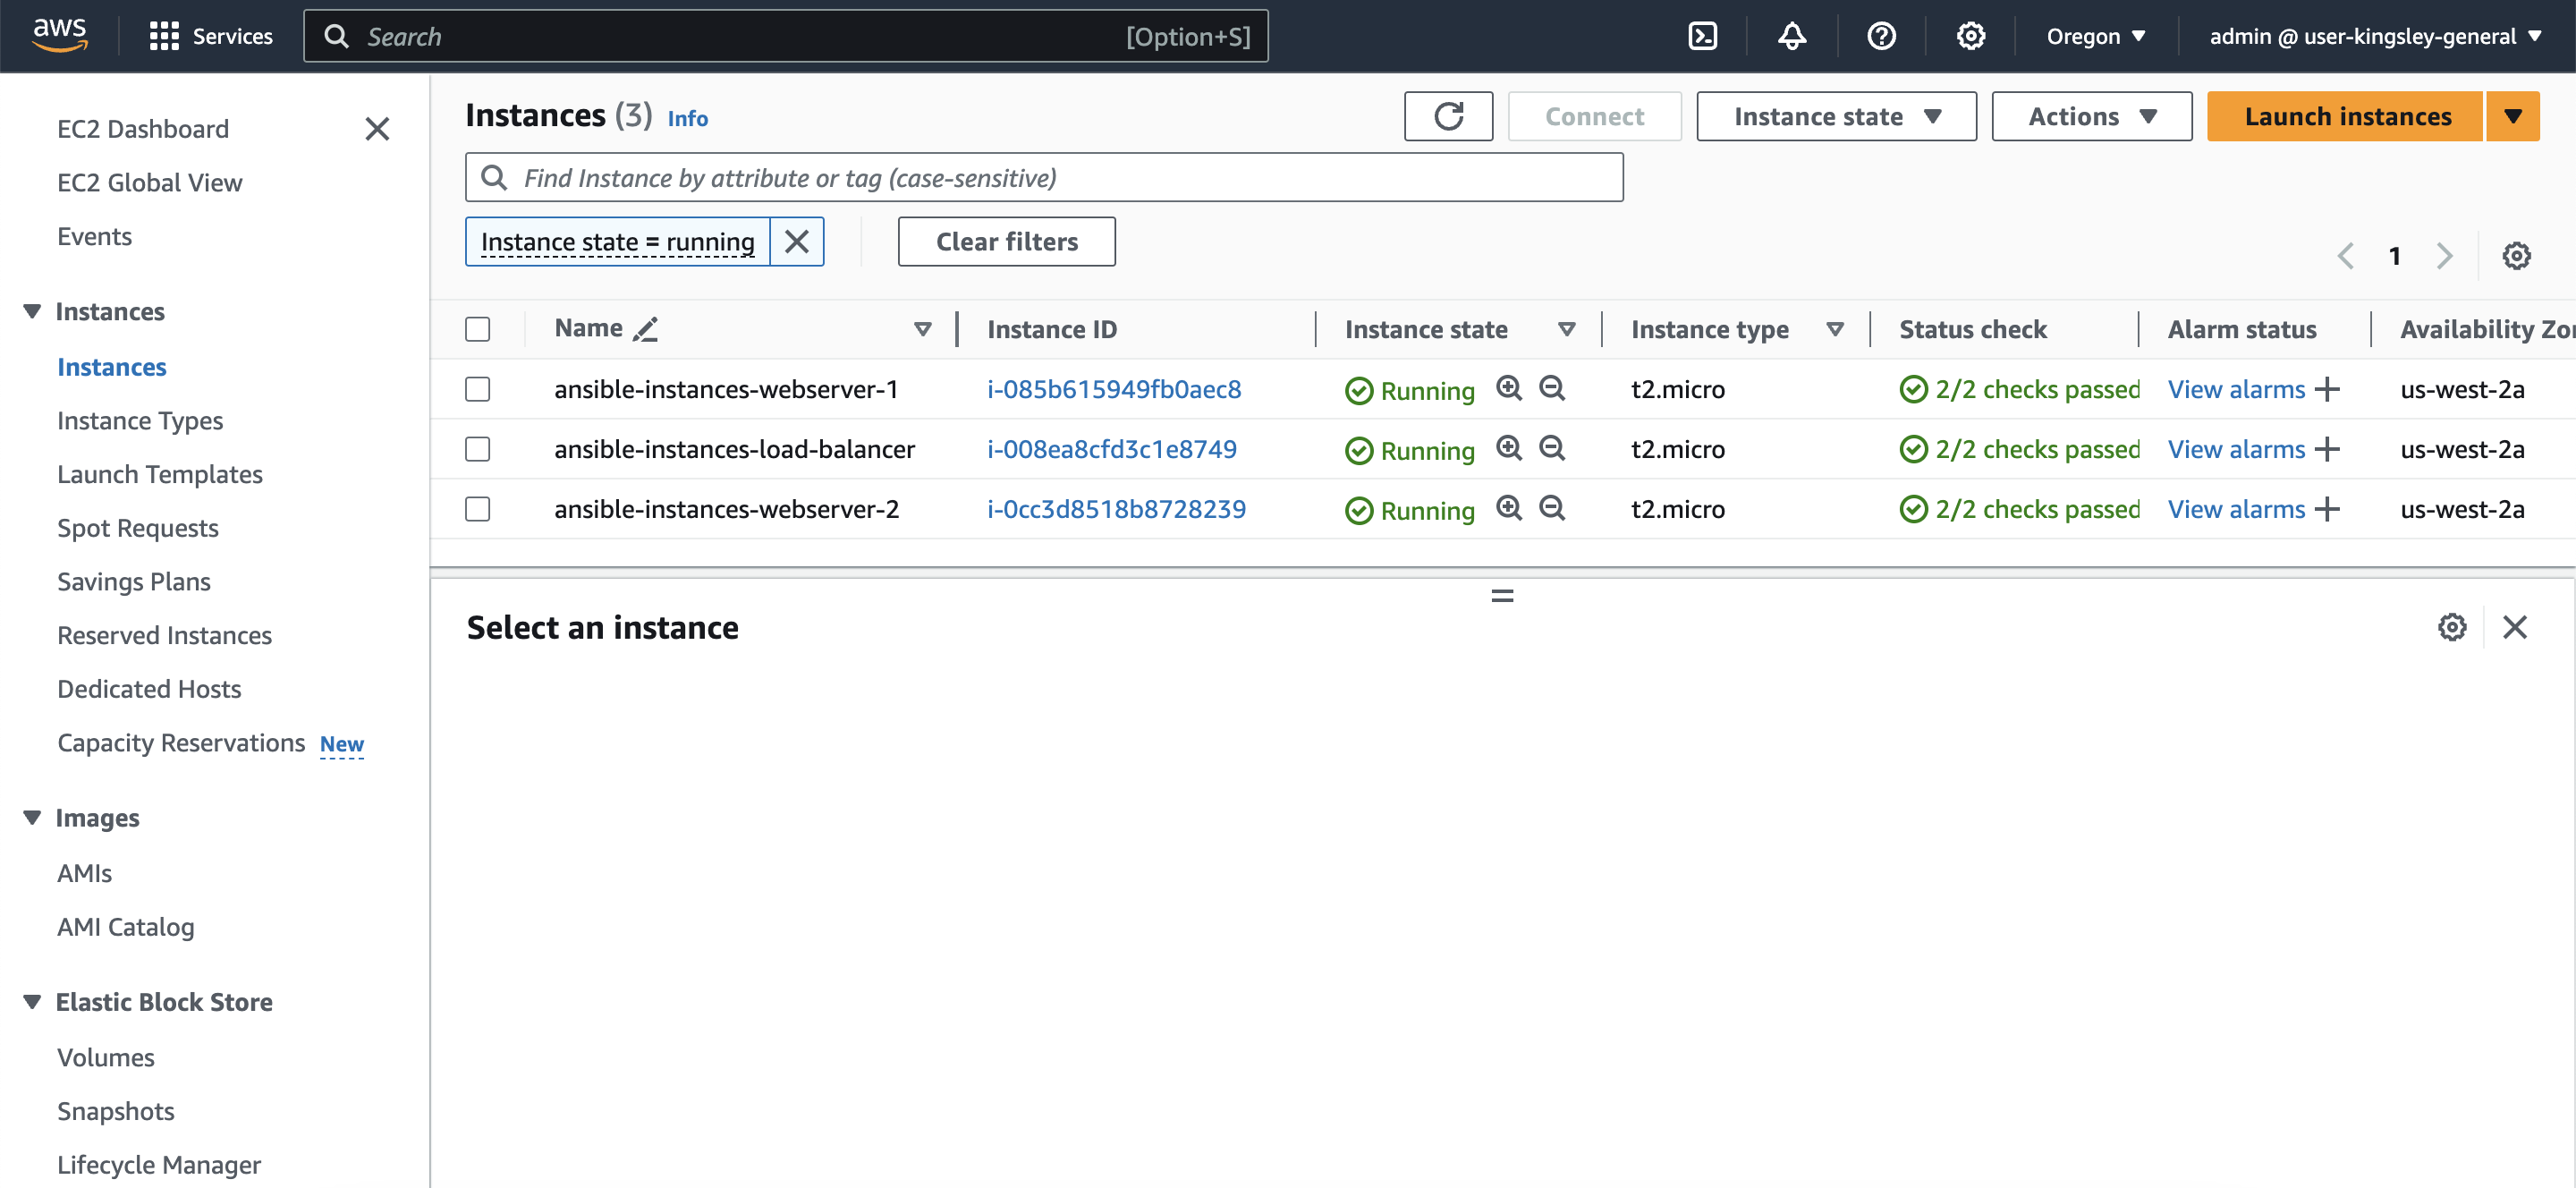 aws
Services
Search [Option+S]
Oregon
admin @ user-kingsley-general
EC2 Dashboard
EC2 Global View
Events
Instances
Instances
Instance Types
Launch Templates
Spot Requests
Savings Plans
Reserved Instances
Dedicated Hosts
Capacity Reservations New
Images
AMIs
AMI Catalog
Elastic Block Store
Volumes
Snapshots
Lifecycle Manager
Instances (3) Info
Connect
Instance state
Actions
Launch instances
Find Instance by attribute or tag (case-sensitive)
Instance state = running
Clear filters
1
Name Instance ID Instance state Instance type Status check Alarm status Availability Zon
ansible-instances-webserver-1 i-085b615949fb0aec8 Running t2.micro 2/2 checks passed View alarms us-west-2a
ansible-instances-load-balancer i-008ea8cfd3c1e8749 Running t2.micro 2/2 checks passed View alarms us-west-2a
ansible-instances-webserver-2 i-0cc3d8518b8728239 Running t2.micro 2/2 checks passed View alarms us-west-2a
Select an instance